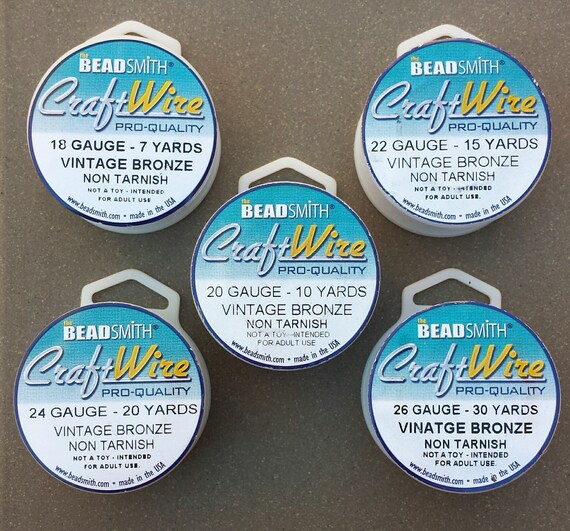 the BEADSMITH®
CraftWire
PRO-QUALITY
18 GAUGE - 7 YARDS
VINTAGE BRONZE
NON TARNISH
NOT A TOY - INTENDED
FOR ADULT USE.
www.beadsmith.com • made in the USA
the BEADSMITH®
CraftWire
PRO-QUALITY
22 GAUGE - 15 YARDS
VINTAGE BRONZE
NON TARNISH
NOT A TOY - INTENDED
FOR ADULT USE.
www.beadsmith.com • made in the USA
the BEADSMITH®
CraftWire
PRO-QUALITY
20 GAUGE - 10 YARDS
VINTAGE BRONZE
NON TARNISH
NOT A TOY - INTENDED
FOR ADULT USE
www.beadsmith.com • made in the USA
the BEADSMITH®
CraftWire
PRO-QUALITY
24 GAUGE - 20 YARDS
VINTAGE BRONZE
NON TARNISH
NOT A TOY - INTENDED
FOR ADULT USE.
www.beadsmith.com • made in the USA
the BEADSMITH®
CraftWire
PRO-QUALITY
26 GAUGE - 30 YARDS
VINATGE BRONZE
NON TARNISH
NOT A TOY - INTENDED
FOR ADULT USE.
www.beadsmith.com • made in the USA